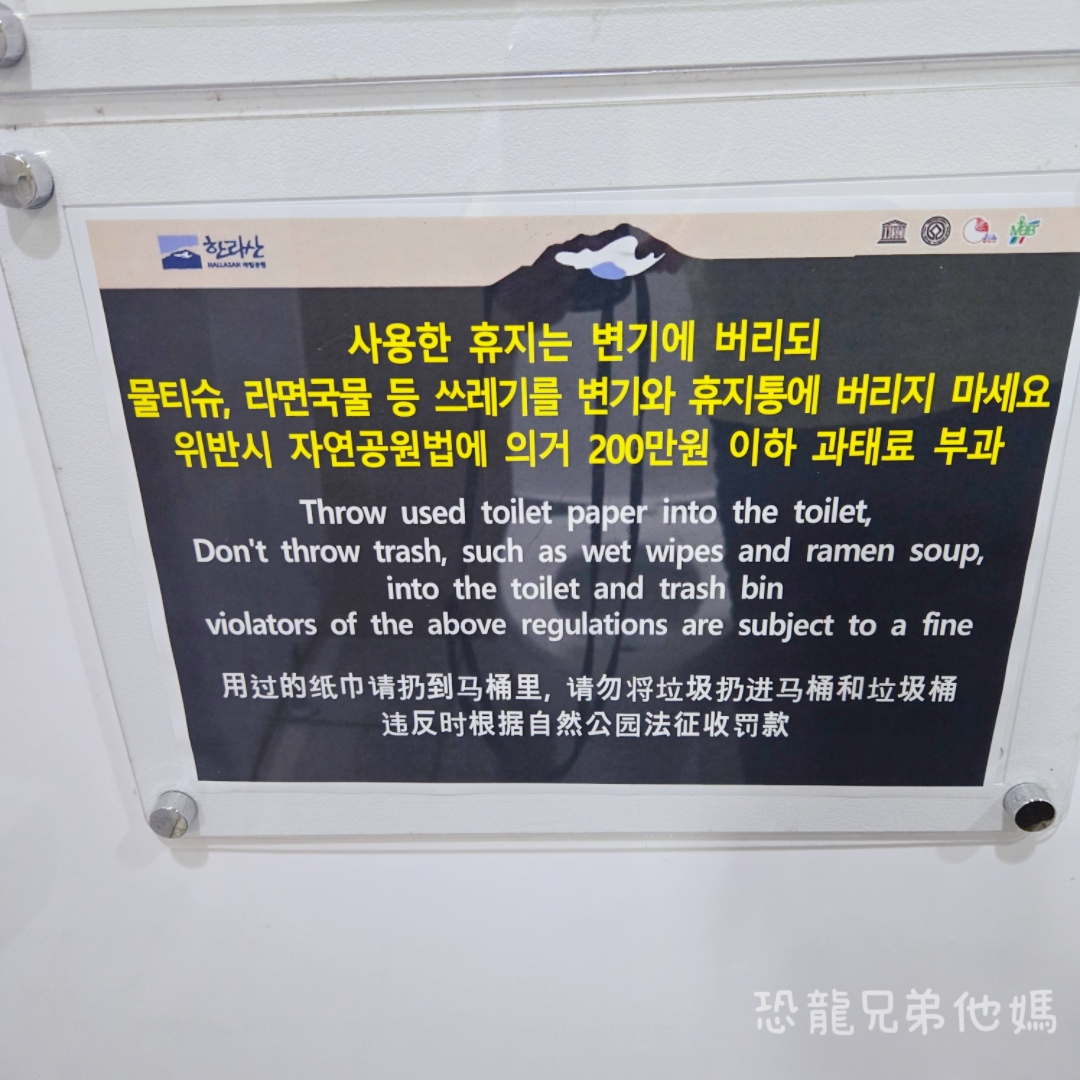 한라산
HALLASAN
사용한 휴지는 변기에 버리되
물티슈, 라면국물 등 쓰레기를 변기와 휴지통에 버리지 마세요
위반시 자연공원법에 의거 200만원 이하 과태료 부과
Throw used toilet paper into the toilet,
Don't throw trash, such as wet wipes and ramen soup,
into the toilet and trash bin
violators of the above regulations are subject to a fine
用过的纸巾请扔到马桶里, 请勿将垃圾扔进马桶和垃圾桶
违反时根据自然公园法征收罚款
恐龍兄弟他媽